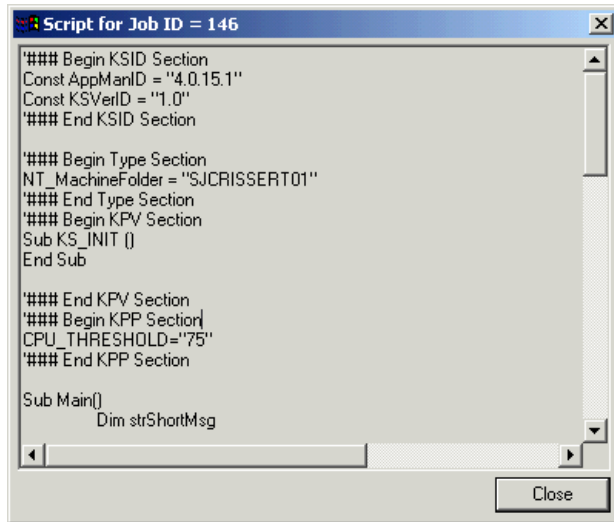 Script for Job ID = 146
'### Begin KSID Section
Const AppManID = "4.0.15.1"
Const KSVerID = "1.0"
'### End KSID Section
'### Begin Type Section
NT_MachineFolder = "SJCRISSERT01"
'### End Type Section
'### Begin KPV Section
Sub KS_INIT ()
End Sub
'### End KPV Section
'### Begin KPP Section
CPU_THRESHOLD="75"
'### End KPP Section
Sub Main()
Dim strShortMsg
Close